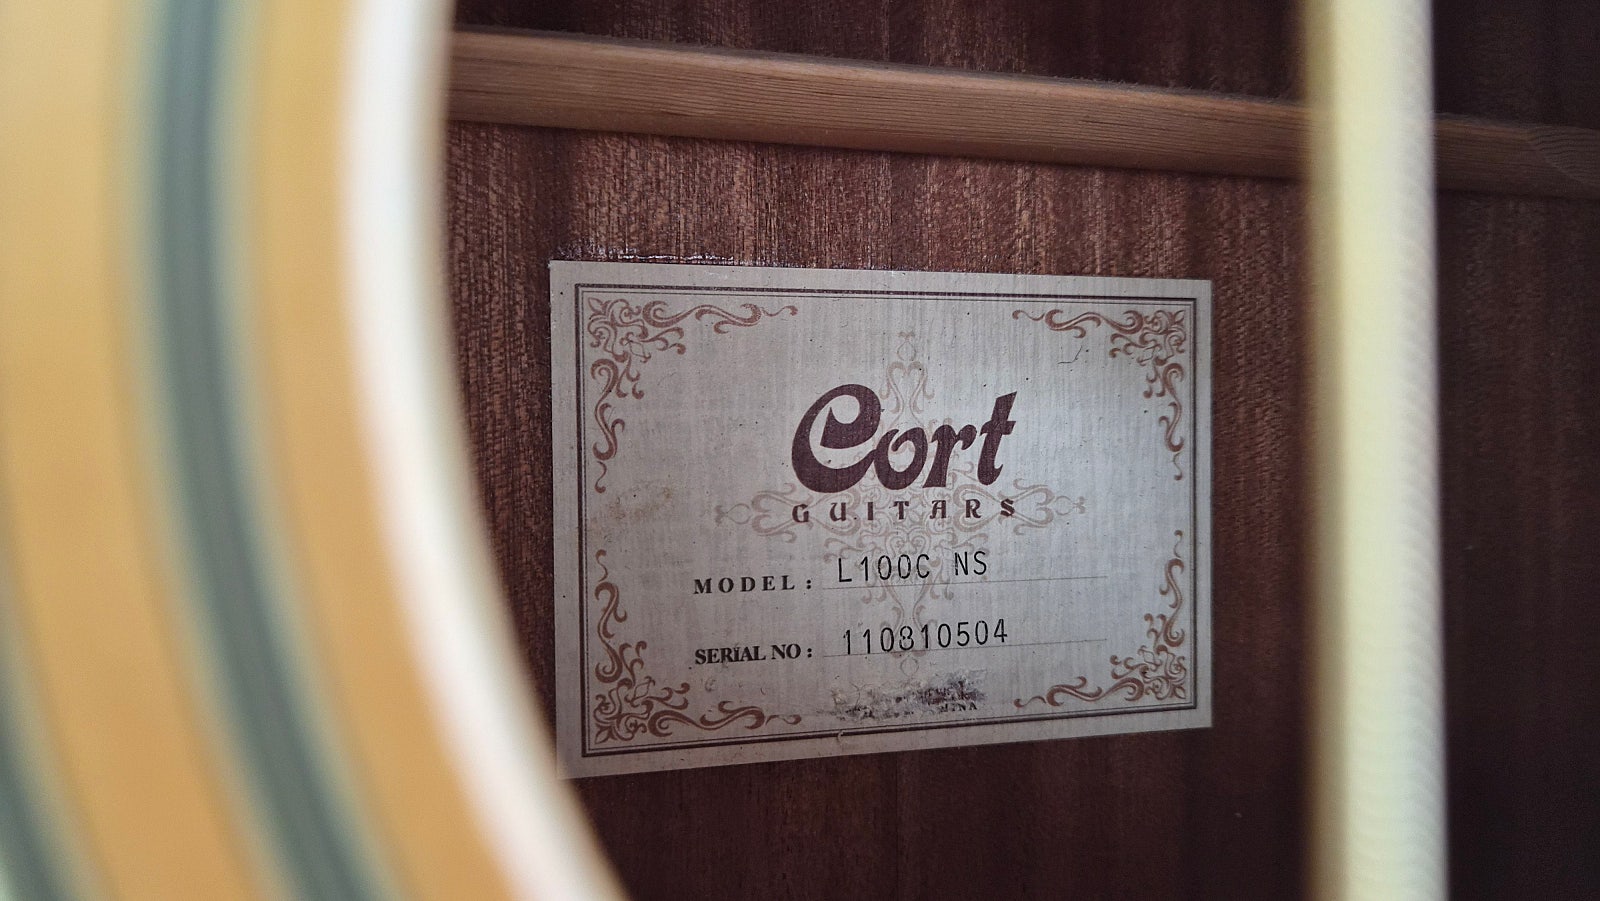 Cort
GUITARS
MODEL: L100C NS
SERIAL NO: 110810504